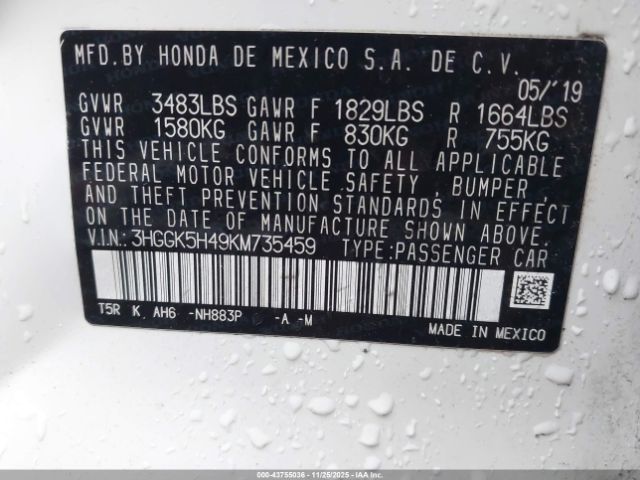 MFD.BY HONDA DE MEXICO S.A. DE C.V.
05/'19
GVWR 3483LBS GAWR F 1829LBS R 1664LBS
GVWR 1580KG GAWR F 830KG R 755KG
THIS VEHICLE CONFORMS TO ALL APPLICABLE
FEDERAL MOTOR VEHICLE SAFETY, BUMPER,
AND THEFT PREVENTION STANDARDS IN EFFECT
ON THE DATE OF MANUFACTURE SHOWN ABOVE.
V.I.N.: 3HGGK5H49KM735459 TYPE:PASSENGER CAR
T5R K AH6 -NH883P -A -M
MADE IN MEXICO
000-43755036 - 11/25/2025 - IAAI.com